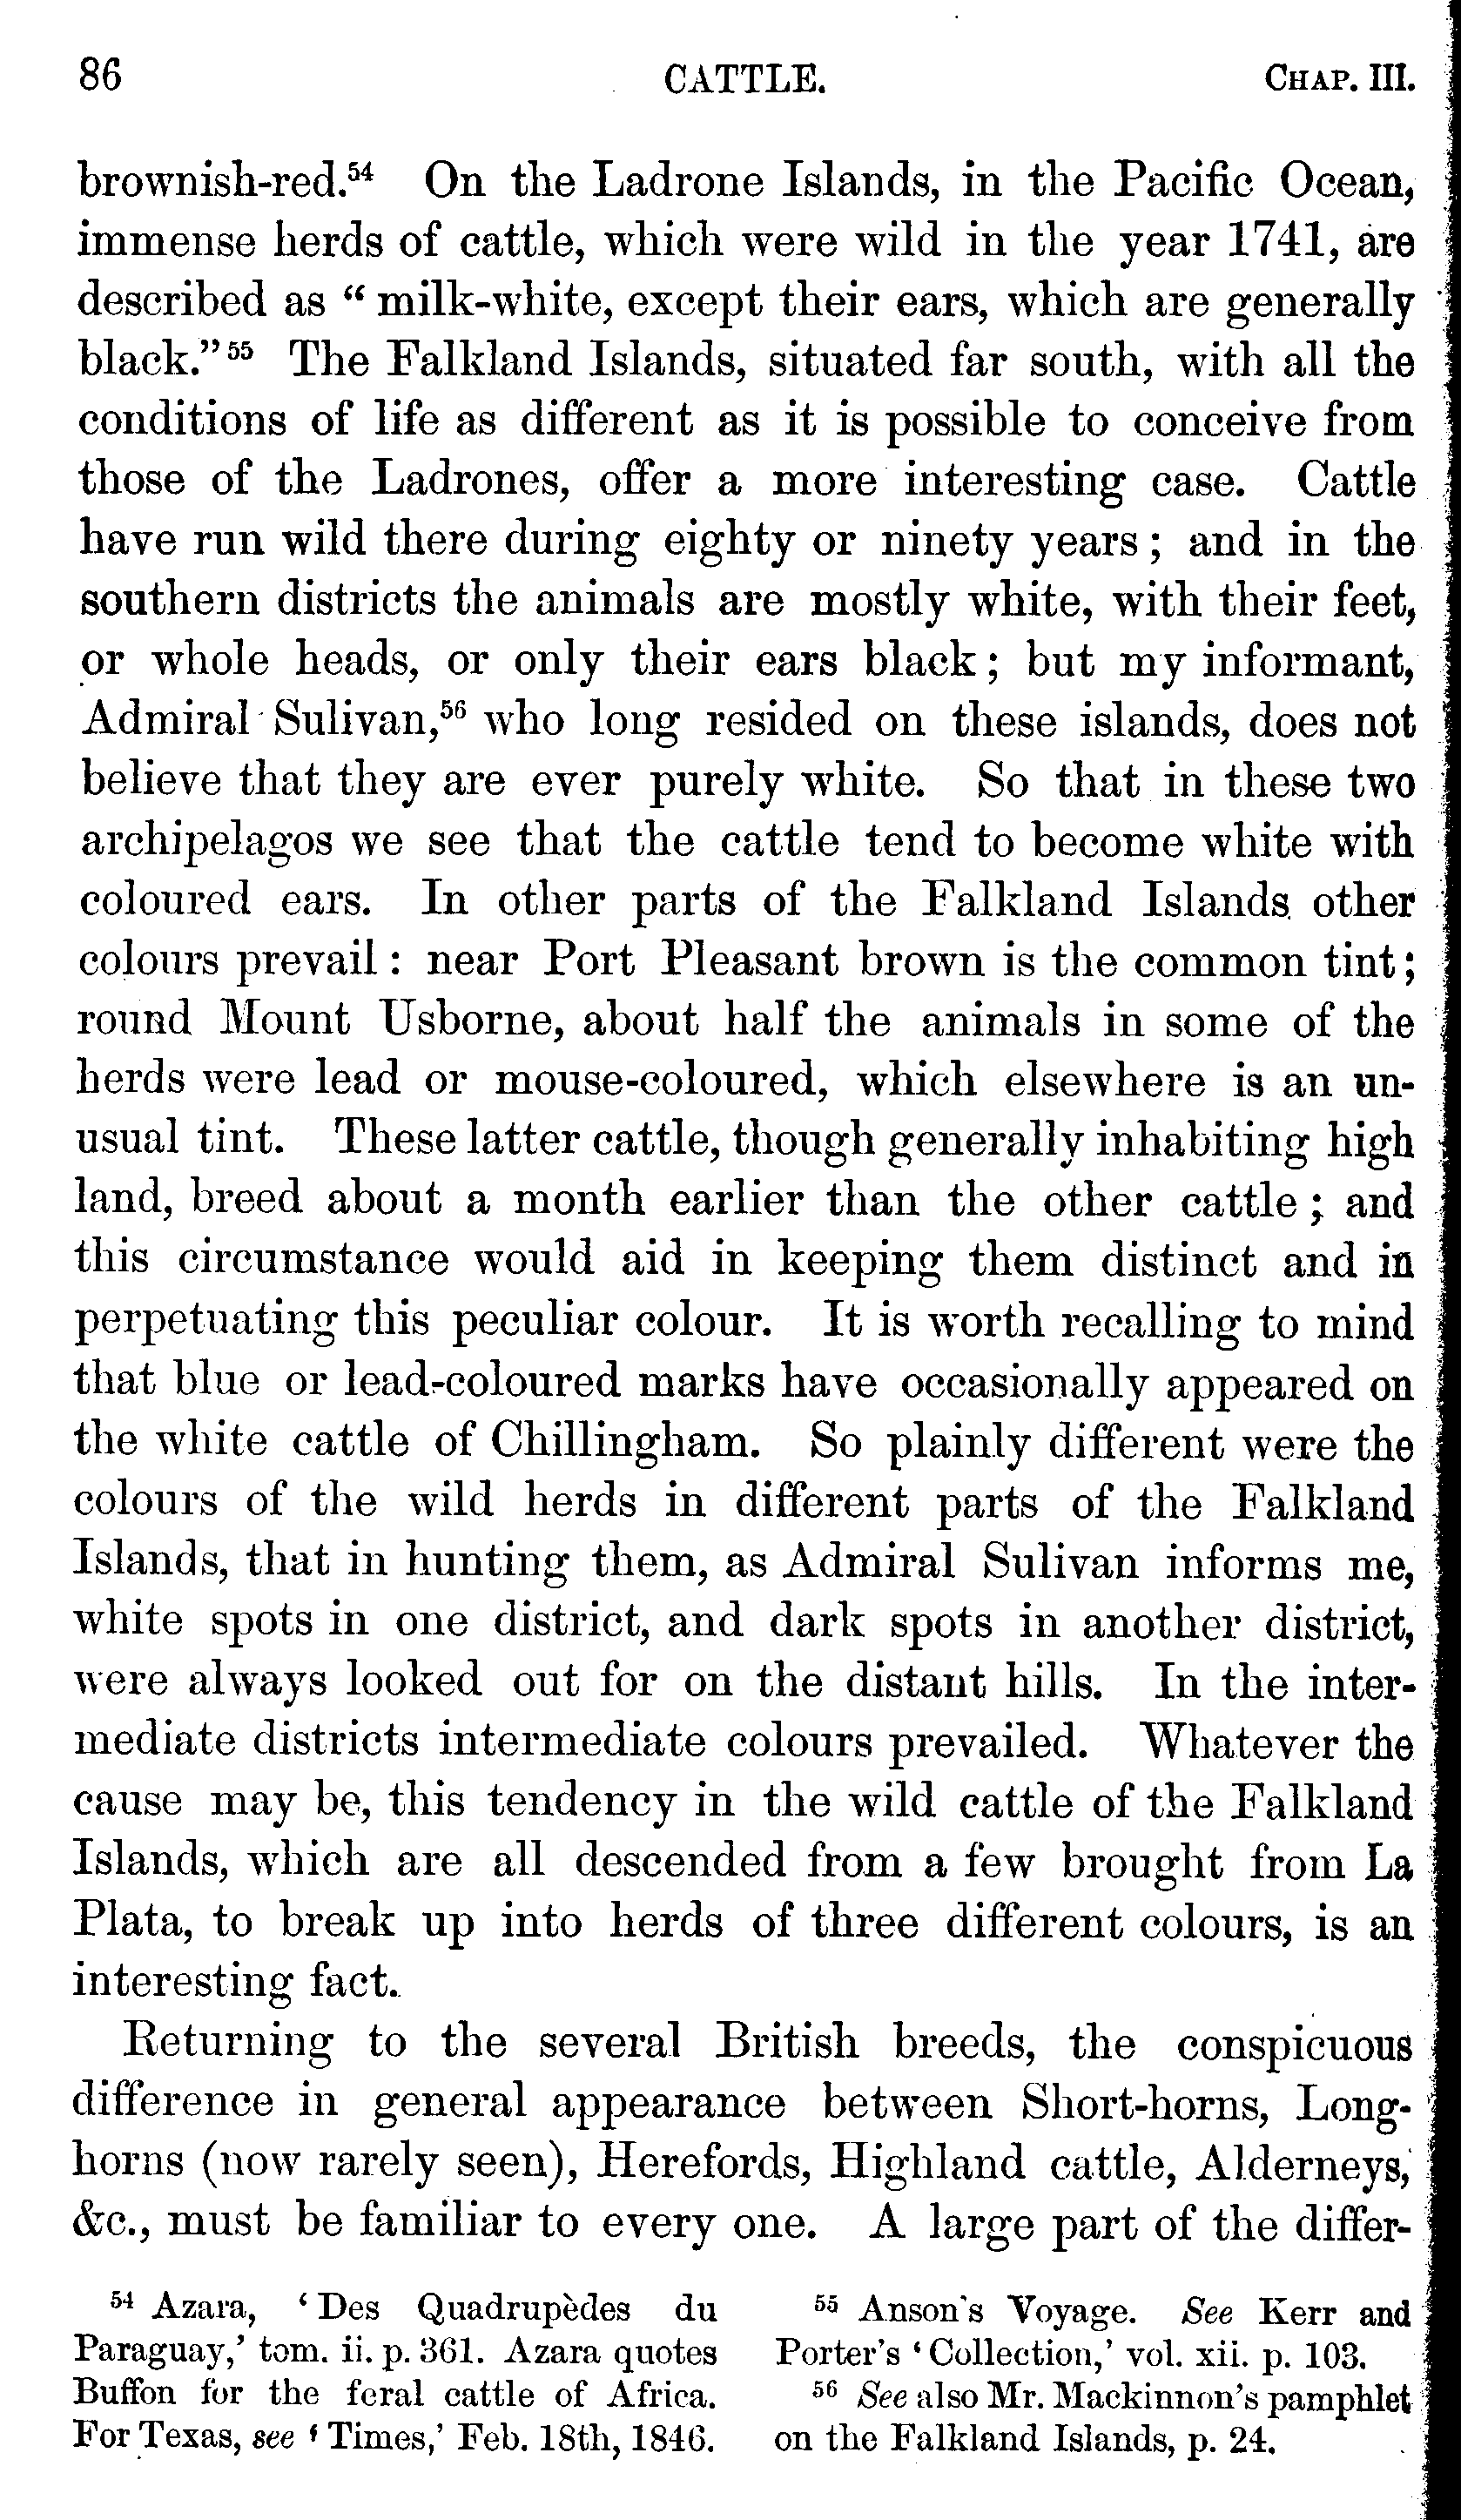 86 CATTLE. CHAP. III.
brownish-red.⁵⁴ On the Ladrone Islands, in the Pacific Ocean,
immense herds of cattle, which were wild in the year 1741, are
described as “ milk-white, except their ears, which are generally
black.” ⁵⁵ The Falkland Islands, situated far south, with all the
conditions of life as different as it is possible to conceive from
those of the Ladrones, offer a more interesting case. Cattle
have run wild there during eighty or ninety years ; and in the
southern districts the animals are mostly white, with their feet,
or whole heads, or only their ears black ; but my informant,
Admiral Sulivan,⁵⁶ who long resided on these islands, does not
believe that they are ever purely white. So that in these two
archipelagos we see that the cattle tend to become white with
coloured ears. In other parts of the Falkland Islands other
colours prevail : near Port Pleasant brown is the common tint ;
round Mount Usborne, about half the animals in some of the
herds were lead or mouse-coloured, which elsewhere is an un-
usual tint. These latter cattle, though generally inhabiting high
land, breed about a month earlier than the other cattle ; and
this circumstance would aid in keeping them distinct and in
perpetuating this peculiar colour. It is worth recalling to mind
that blue or lead-coloured marks have occasionally appeared on
the white cattle of Chillingham. So plainly different were the
colours of the wild herds in different parts of the Falkland
Islands, that in hunting them, as Admiral Sulivan informs me,
white spots in one district, and dark spots in another district,
were always looked out for on the distant hills. In the inter-
mediate districts intermediate colours prevailed. Whatever the
cause may be, this tendency in the wild cattle of the Falkland
Islands, which are all descended from a few brought from La
Plata, to break up into herds of three different colours, is an
interesting fact.
Returning to the several British breeds, the conspicuous
difference in general appearance between Short-horns, Long-
horns (now rarely seen), Herefords, Highland cattle, Alderneys,
&c., must be familiar to every one. A large part of the differ-
⁵⁴ Azara, ‘ Des Quadrupèdes du
Paraguay,’ tom. ii. p. 361. Azara quotes
Buffon for the feral cattle of Africa.
For Texas, see ‘ Times,’ Feb. 18th, 1846.
⁵⁵ Anson's Voyage. See Kerr and
Porter's ‘ Collection,’ vol. xii. p. 103.
⁵⁶ See also Mr. Mackinnon's pamphlet
on the Falkland Islands, p. 24.